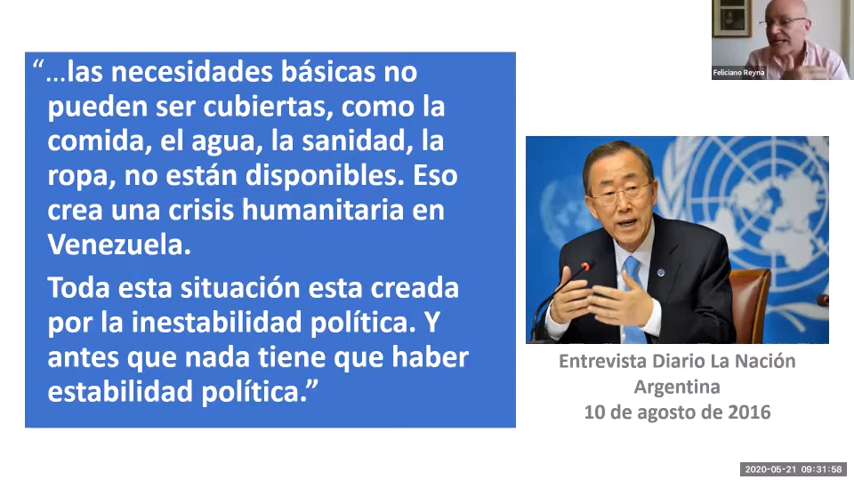 Feliciano Reyna
“...las necesidades básicas no
pueden ser cubiertas, como la
comida, el agua, la sanidad, la
ropa, no están disponibles. Eso
crea una crisis humanitaria en
Venezuela.
Toda esta situación esta creada
por la inestabilidad política. Y
antes que nada tiene que haber
estabilidad política.”
Entrevista Diario La Nación
Argentina
10 de agosto de 2016
2020-05-21 09:31:58